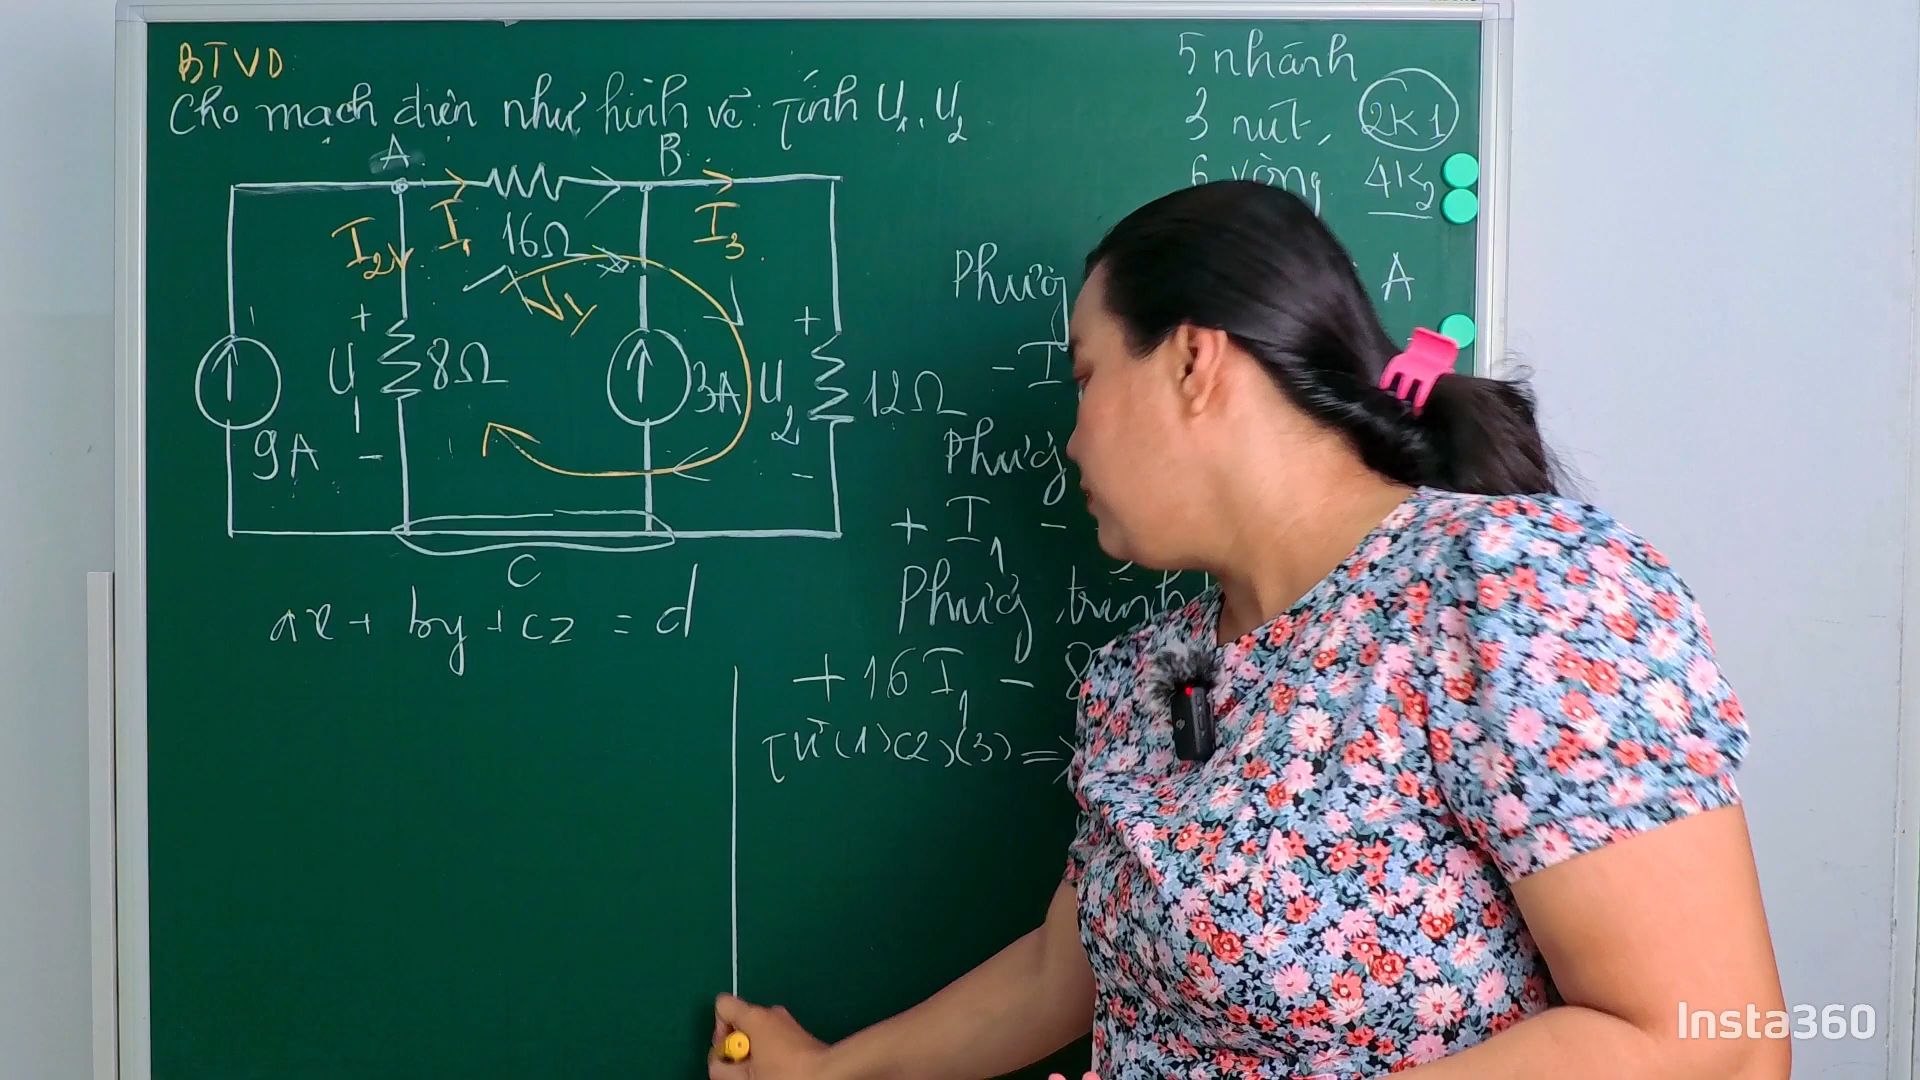 BTVD
Cho mạch điện như hình vẽ: Tính U1, U2
5 nhánh
3 nút, 2K1
6 vòng 4K2
A
B
I2
I1
16Ω
I3
V1
+
U1
8Ω
-
9A
3A
+
U2
12Ω
-
C
ax + by + cz = d
A
- I
+ I1 -
Phương trình
+ 16 I1 - 8
Từ (1)(2)(3) =>
Insta360